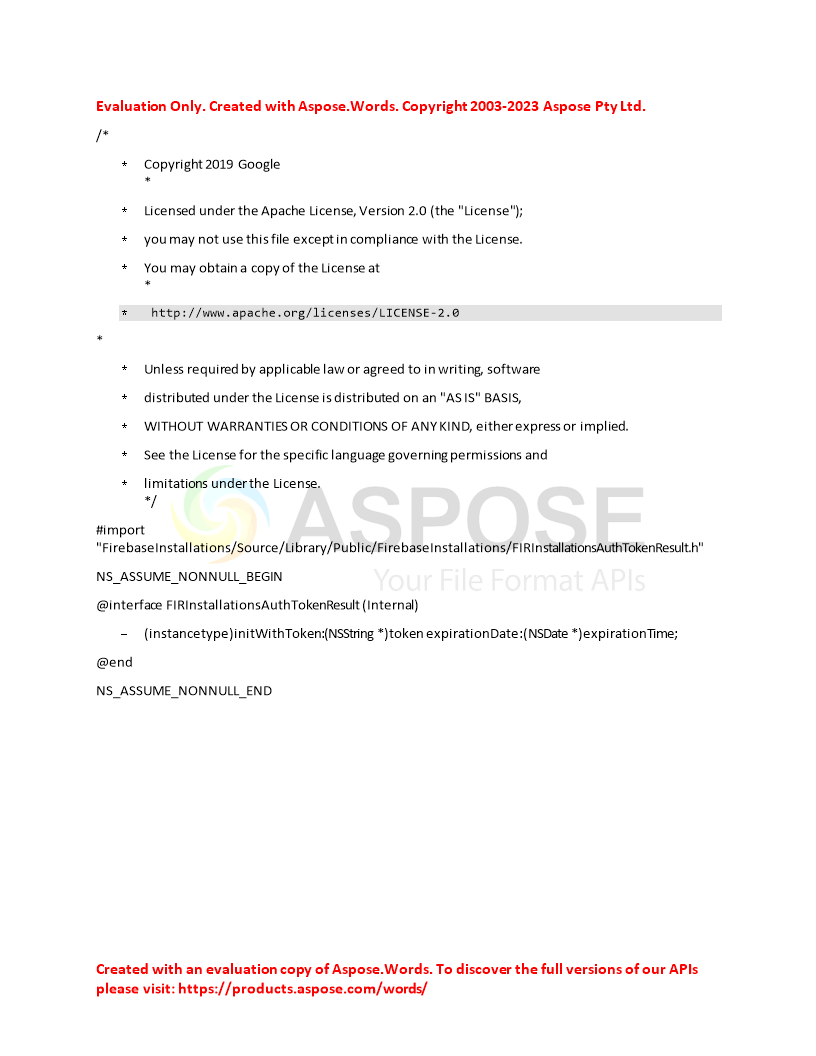 Evaluation Only. Created with Aspose.Words. Copyright 2003-2023 Aspose Pty Ltd.
/*
* Copyright 2019 Google
*
* Licensed under the Apache License, Version 2.0 (the "License");
* you may not use this file except in compliance with the License.
* You may obtain a copy of the License at
*
* http://www.apache.org/licenses/LICENSE-2.0
*
* Unless required by applicable law or agreed to in writing, software
* distributed under the License is distributed on an "AS IS" BASIS,
* WITHOUT WARRANTIES OR CONDITIONS OF ANY KIND, either express or implied.
* See the License for the specific language governing permissions and
* limitations under the License.
*/
ASPOSE
#import
"FirebaseInstallations/Source/Library/Public/FirebaseInstallations/FIRInstallationsAuthTokenResult.h"
NS_ASSUME_NONNULL_BEGIN
Your File Format APIs
@interface FIRInstallationsAuthTokenResult (Internal)
– (instancetype)initWithToken:(NSString *)token expirationDate:(NSDate *)expirationTime;
@end
NS_ASSUME_NONNULL_END
Created with an evaluation copy of Aspose.Words. To discover the full versions of our APIs
please visit: https://products.aspose.com/words/